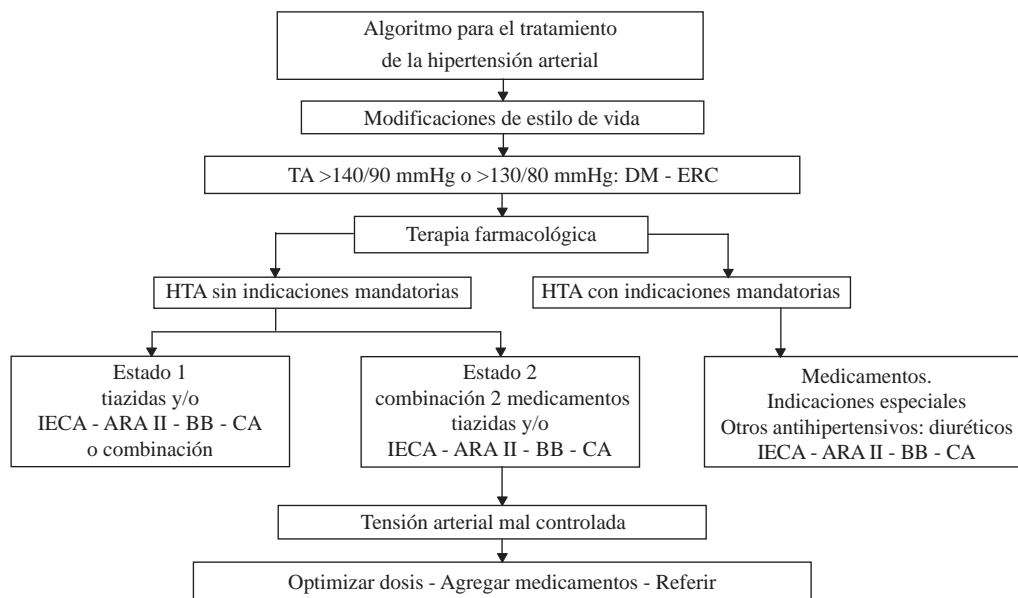 Algoritmo para el tratamiento
de la hipertensión arterial
Modificaciones de estilo de vida
TA >140/90 mmHg o >130/80 mmHg: DM - ERC
Terapia farmacológica
HTA sin indicaciones mandatorias
HTA con indicaciones mandatorias
Estado 1
tiazidas y/o
IECA - ARA II - BB - CA
o combinación
Estado 2
combinación 2 medicamentos
tiazidas y/o
IECA - ARA II - BB - CA
Medicamentos.
Indicaciones especiales
Otros antihipertensivos: diuréticos
IECA - ARA II - BB - CA
Tensión arterial mal controlada
Optimizar dosis - Agregar medicamentos - Referir